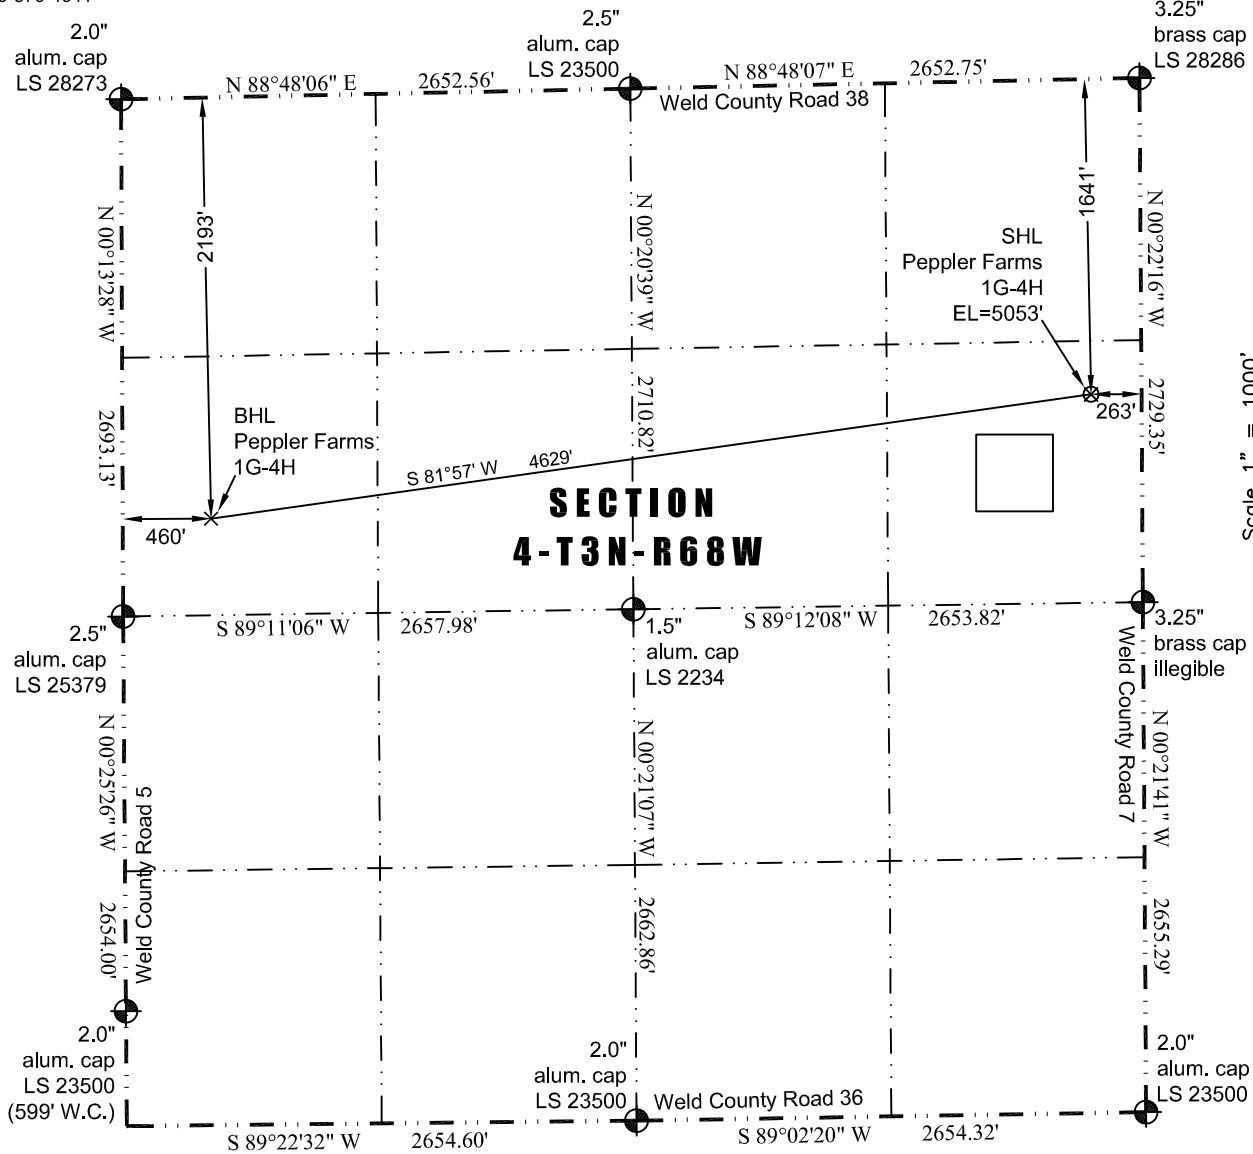 2.0"
alum. cap
LS 28273
2.5"
alum. cap
LS 23500
3.25"
brass cap
LS 28286
N 88°48'06" E 2652.56'
N 88°48'07" E 2652.75'
Weld County Road 38
2193'
1641'
N 00°13'28" W
2693.13'
N 00°20'39" W
2710.82'
N 00°22'16" W
2729.35'
SHL
Peppler Farms
1G-4H
EL=5053'
263'
BHL
Peppler Farms
1G-4H
460'
S 81°57' W 4629'
SECTION
4-T3N-R68W
Scale 1" = 1000'
S 89°11'06" W 2657.98'
S 89°12'08" W 2653.82'
2.5"
alum. cap
LS 25379
1.5"
alum. cap
LS 2234
3.25"
brass cap
illegible
N 00°25'26" W
2654.00'
Weld County Road 5
N 00°21'07" W
2662.86'
Weld County Road 7
N 00°21'41" W
2655.29'
2.0"
alum. cap
LS 23500
(599' W.C.)
2.0"
alum. cap
LS 23500
Weld County Road 36
2.0"
alum. cap
LS 23500
S 89°22'32" W 2654.60'
S 89°02'20" W 2654.32'